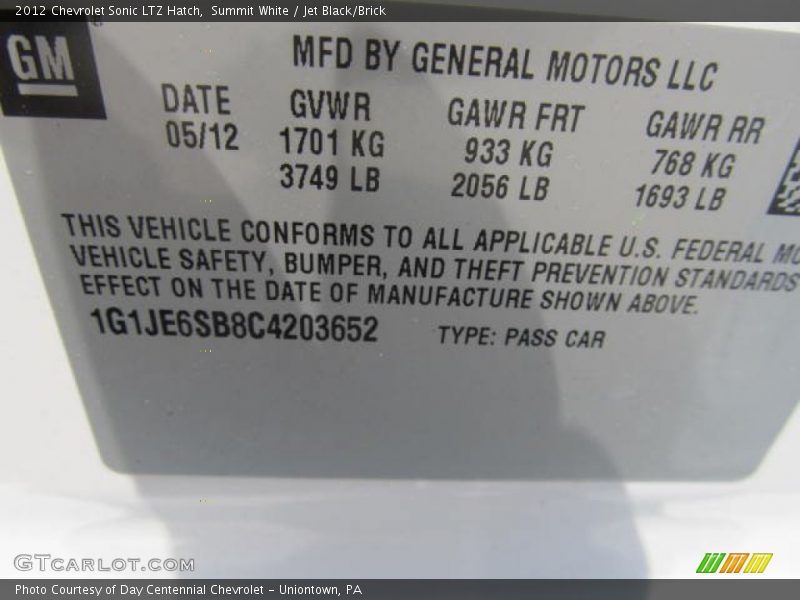 2012 Chevrolet Sonic LTZ Hatch,  Summit White / Jet Black/Brick
GM
MFD BY GENERAL MOTORS LLC
DATE GVWR GAWR FRT GAWR RR
05/12 1701 KG 933 KG 768 KG
3749 LB 2056 LB 1693 LB
THIS VEHICLE CONFORMS TO ALL APPLICABLE U.S. FEDERAL
VEHICLE SAFETY, BUMPER, AND THEFT PREVENTION STANDARDS
EFFECT ON THE DATE OF MANUFACTURE SHOWN ABOVE.
1G1JE6SB8C4203652 TYPE: PASS CAR
GTCARLOT.COM
Photo Courtesy of Day Centennial Chevrolet - Uniontown, PA